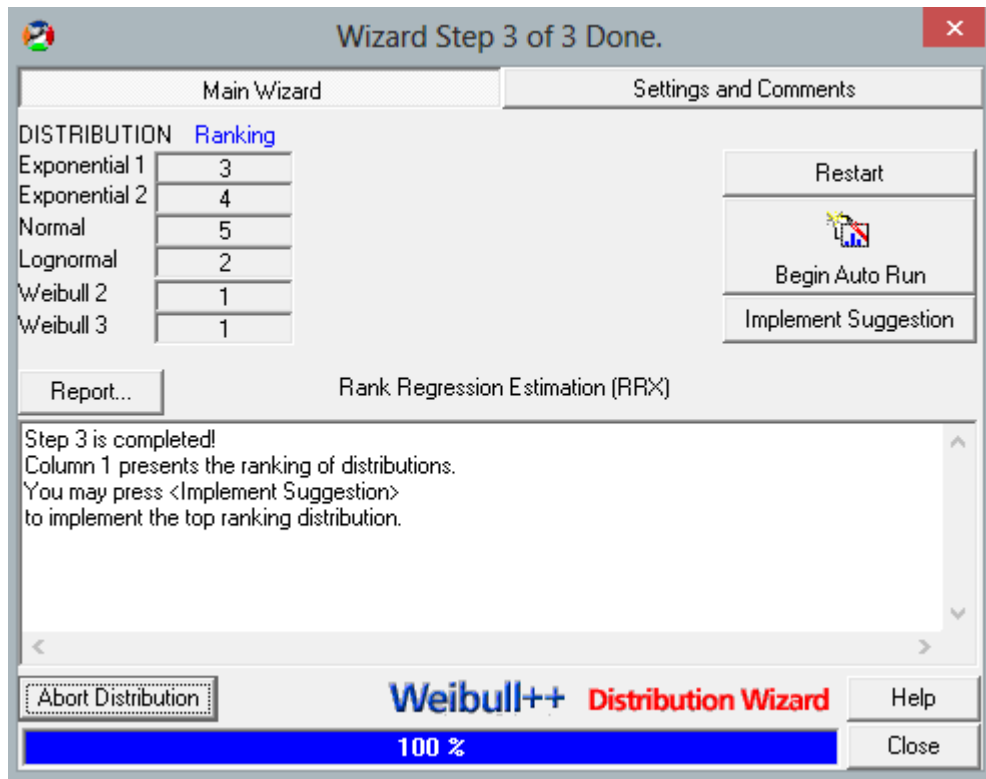 Wizard Step 3 of 3 Done.
Main Wizard
Settings and Comments
DISTRIBUTION Ranking
Exponential 1 3
Exponential 2 4
Normal 5
Lognormal 2
Weibull 2 1
Weibull 3 1
Restart
Begin Auto Run
Implement Suggestion
Report...
Rank Regression Estimation (RRX)
Step 3 is completed!
Column 1 presents the ranking of distributions.
You may press <Implement Suggestion>
to implement the top ranking distribution.
Abort Distribution
Weibull++ Distribution Wizard
Help
100 %
Close